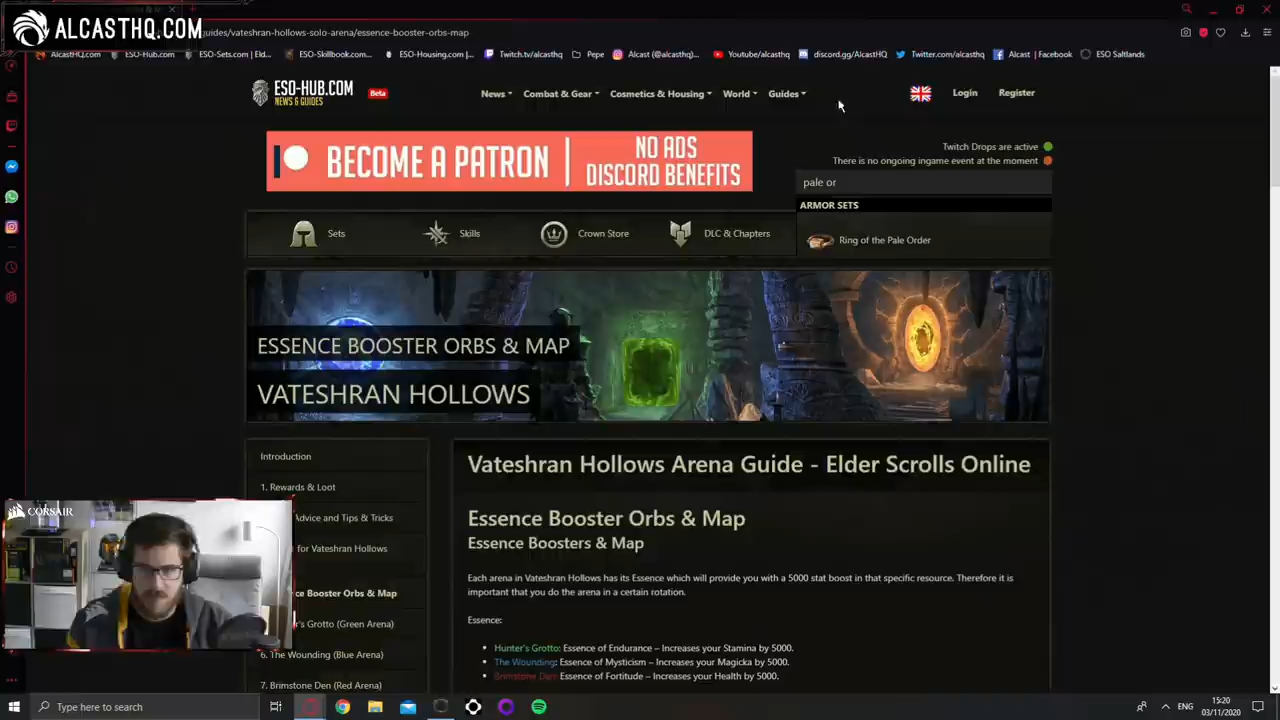 ALCASTHQ.COM
guides/vateshran-hollows-solo-arena/essence-booster-orbs-map
AlcastHQ.com
ESO-Hub.com
ESO-Sets.com | Eld...
ESO-Skillbook.com...
ESO-Housing.com |...
Twitch.tv/alcasthq
Pepe
Alcast (@alcasthq)...
Youtube/alcasthq
discord.gg/AlcastHQ
Twitter.com/alcasthq
Alcast | Facebook
ESO Saltlands
ESO-HUB.COM
NEWS & GUIDES
Beta
News
Combat & Gear
Cosmetics & Housing
World
Guides
Login
Register
BECOME A PATRON
NO ADS
DISCORD BENEFITS
Twitch Drops are active
There is no ongoing ingame event at the moment
pale or
ARMOR SETS
Ring of the Pale Order
Sets
Skills
Crown Store
DLC & Chapters
ESSENCE BOOSTER ORBS & MAP
VATESHRAN HOLLOWS
Introduction
1. Rewards & Loot
Advice and Tips & Tricks
for Vateshran Hollows
ce Booster Orbs & Map
r's Grotto (Green Arena)
6. The Wounding (Blue Arena)
7. Brimstone Den (Red Arena)
Vateshran Hollows Arena Guide - Elder Scrolls Online
Essence Booster Orbs & Map
Essence Boosters & Map
Each arena in Vateshran Hollows has its Essence which will provide you with a 5000 stat boost in that specific resource. Therefore it is
important that you do the arena in a certain rotation.
Essence:
Hunter's Grotto: Essence of Endurance – Increases your Stamina by 5000.
The Wounding: Essence of Mysticism – Increases your Magicka by 5000.
Brimstone Den: Essence of Fortitude – Increases your Health by 5000.
CORSAIR
Type here to search
ENG
15:20
03/11/2020